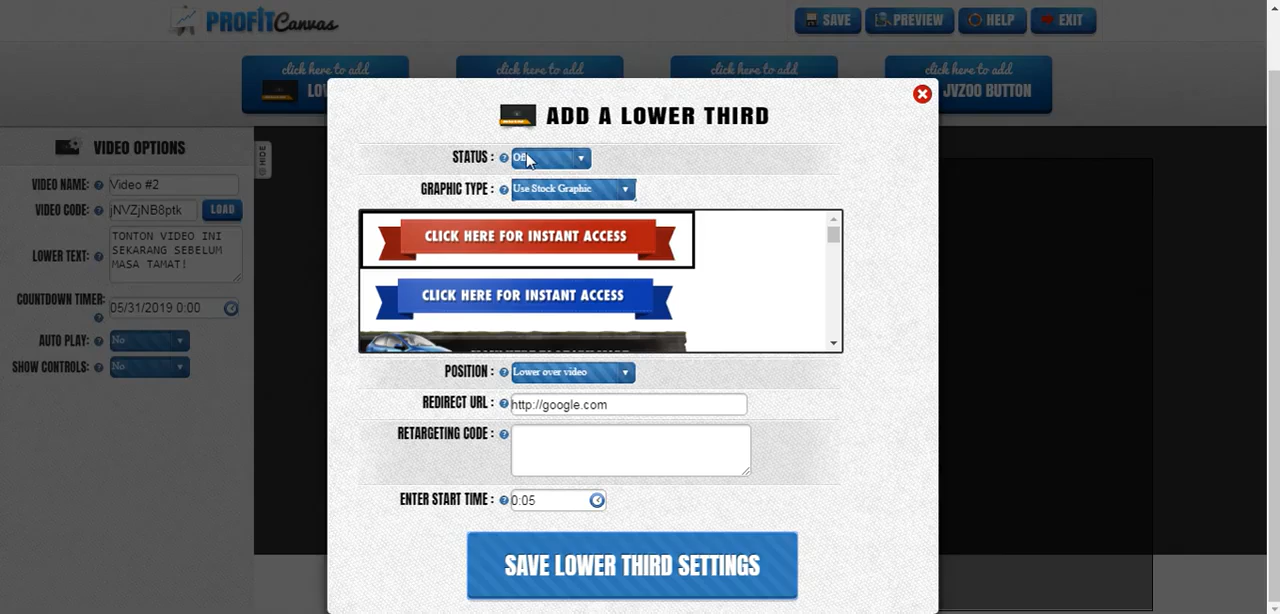 PROFIT Canvas
SAVE
PREVIEW
HELP
EXIT
click here to add
click here to add
click here to add
click here to add
JVZOO BUTTON
VIDEO OPTIONS
HIDE
VIDEO NAME: Video #2
VIDEO CODE: jNVZjNB8ptk LOAD
LOWER TEXT: TONTON VIDEO INI
SEKARANG SEBELUM
MASA TAMAT!
COUNTDOWN TIMER: 05/31/2019 0:00
AUTO PLAY: No
SHOW CONTROLS: No
ADD A LOWER THIRD
STATUS :
GRAPHIC TYPE : Use Stock Graphic
CLICK HERE FOR INSTANT ACCESS
CLICK HERE FOR INSTANT ACCESS
POSITION : Lower over video
REDIRECT URL : http://google.com
RETARGETING CODE :
ENTER START TIME : 0:05
SAVE LOWER THIRD SETTINGS